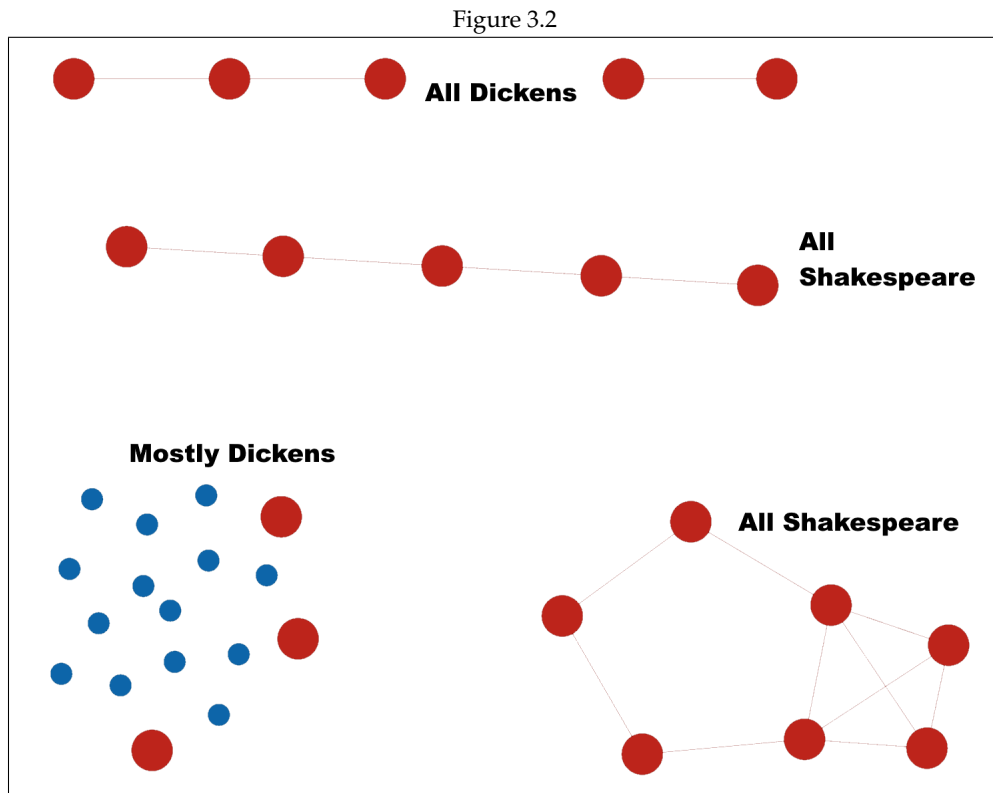 Figure 3.2
All Dickens
All
Shakespeare
Mostly Dickens
All Shakespeare